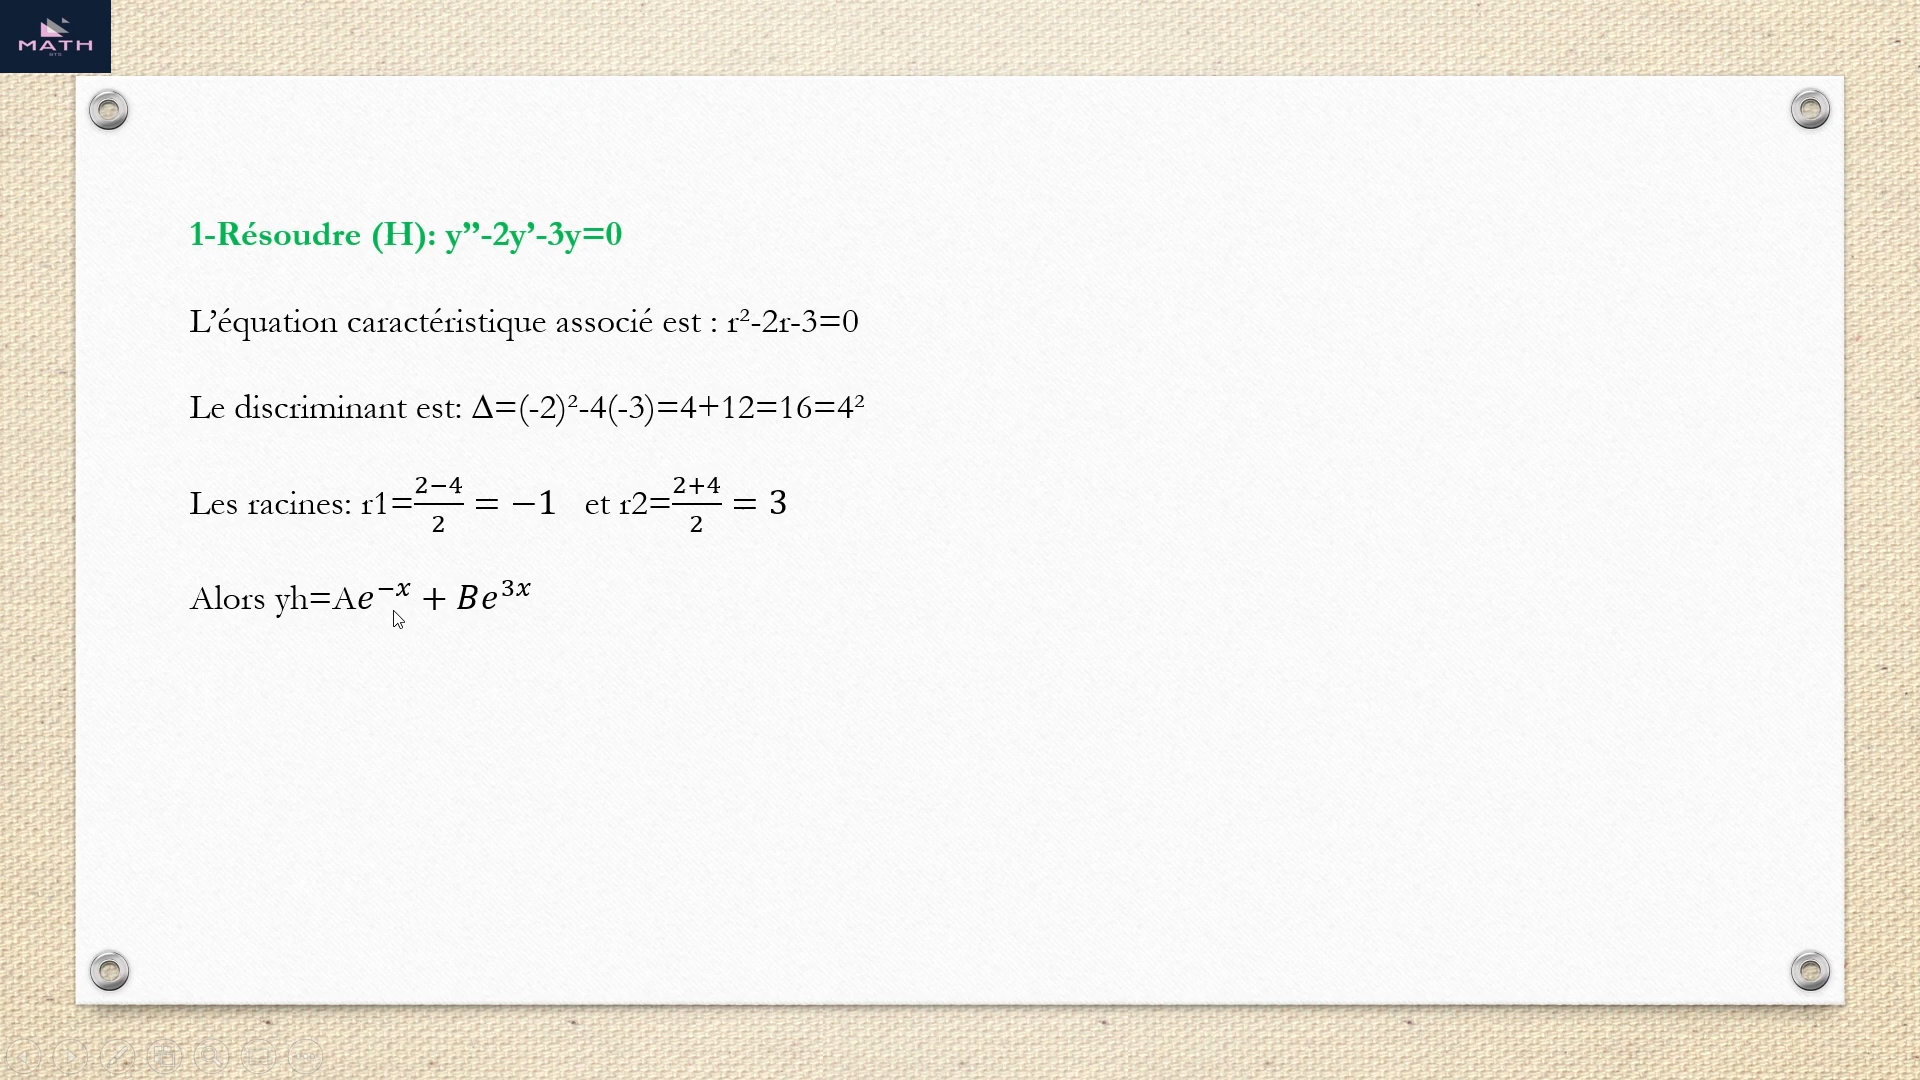 MATH
1-Résoudre (H): y”-2y’-3y=0
L’équation caractéristique associé est : r²-2r-3=0
Le discriminant est: Δ=(-2)²-4(-3)=4+12=16=4²
Les racines: r1=\frac{2−4}{2} = −1 et r2=\frac{2+4}{2} = 3
Alors yh=Ae^{−x} + Be^{3x}